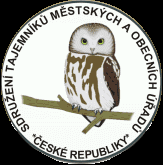 SDRUŽENÍ TAJEMNÍKŮ MĚSTSKÝCH A OBECNÍCH ÚŘADŮ
"ČESKÉ REPUBLIKY"